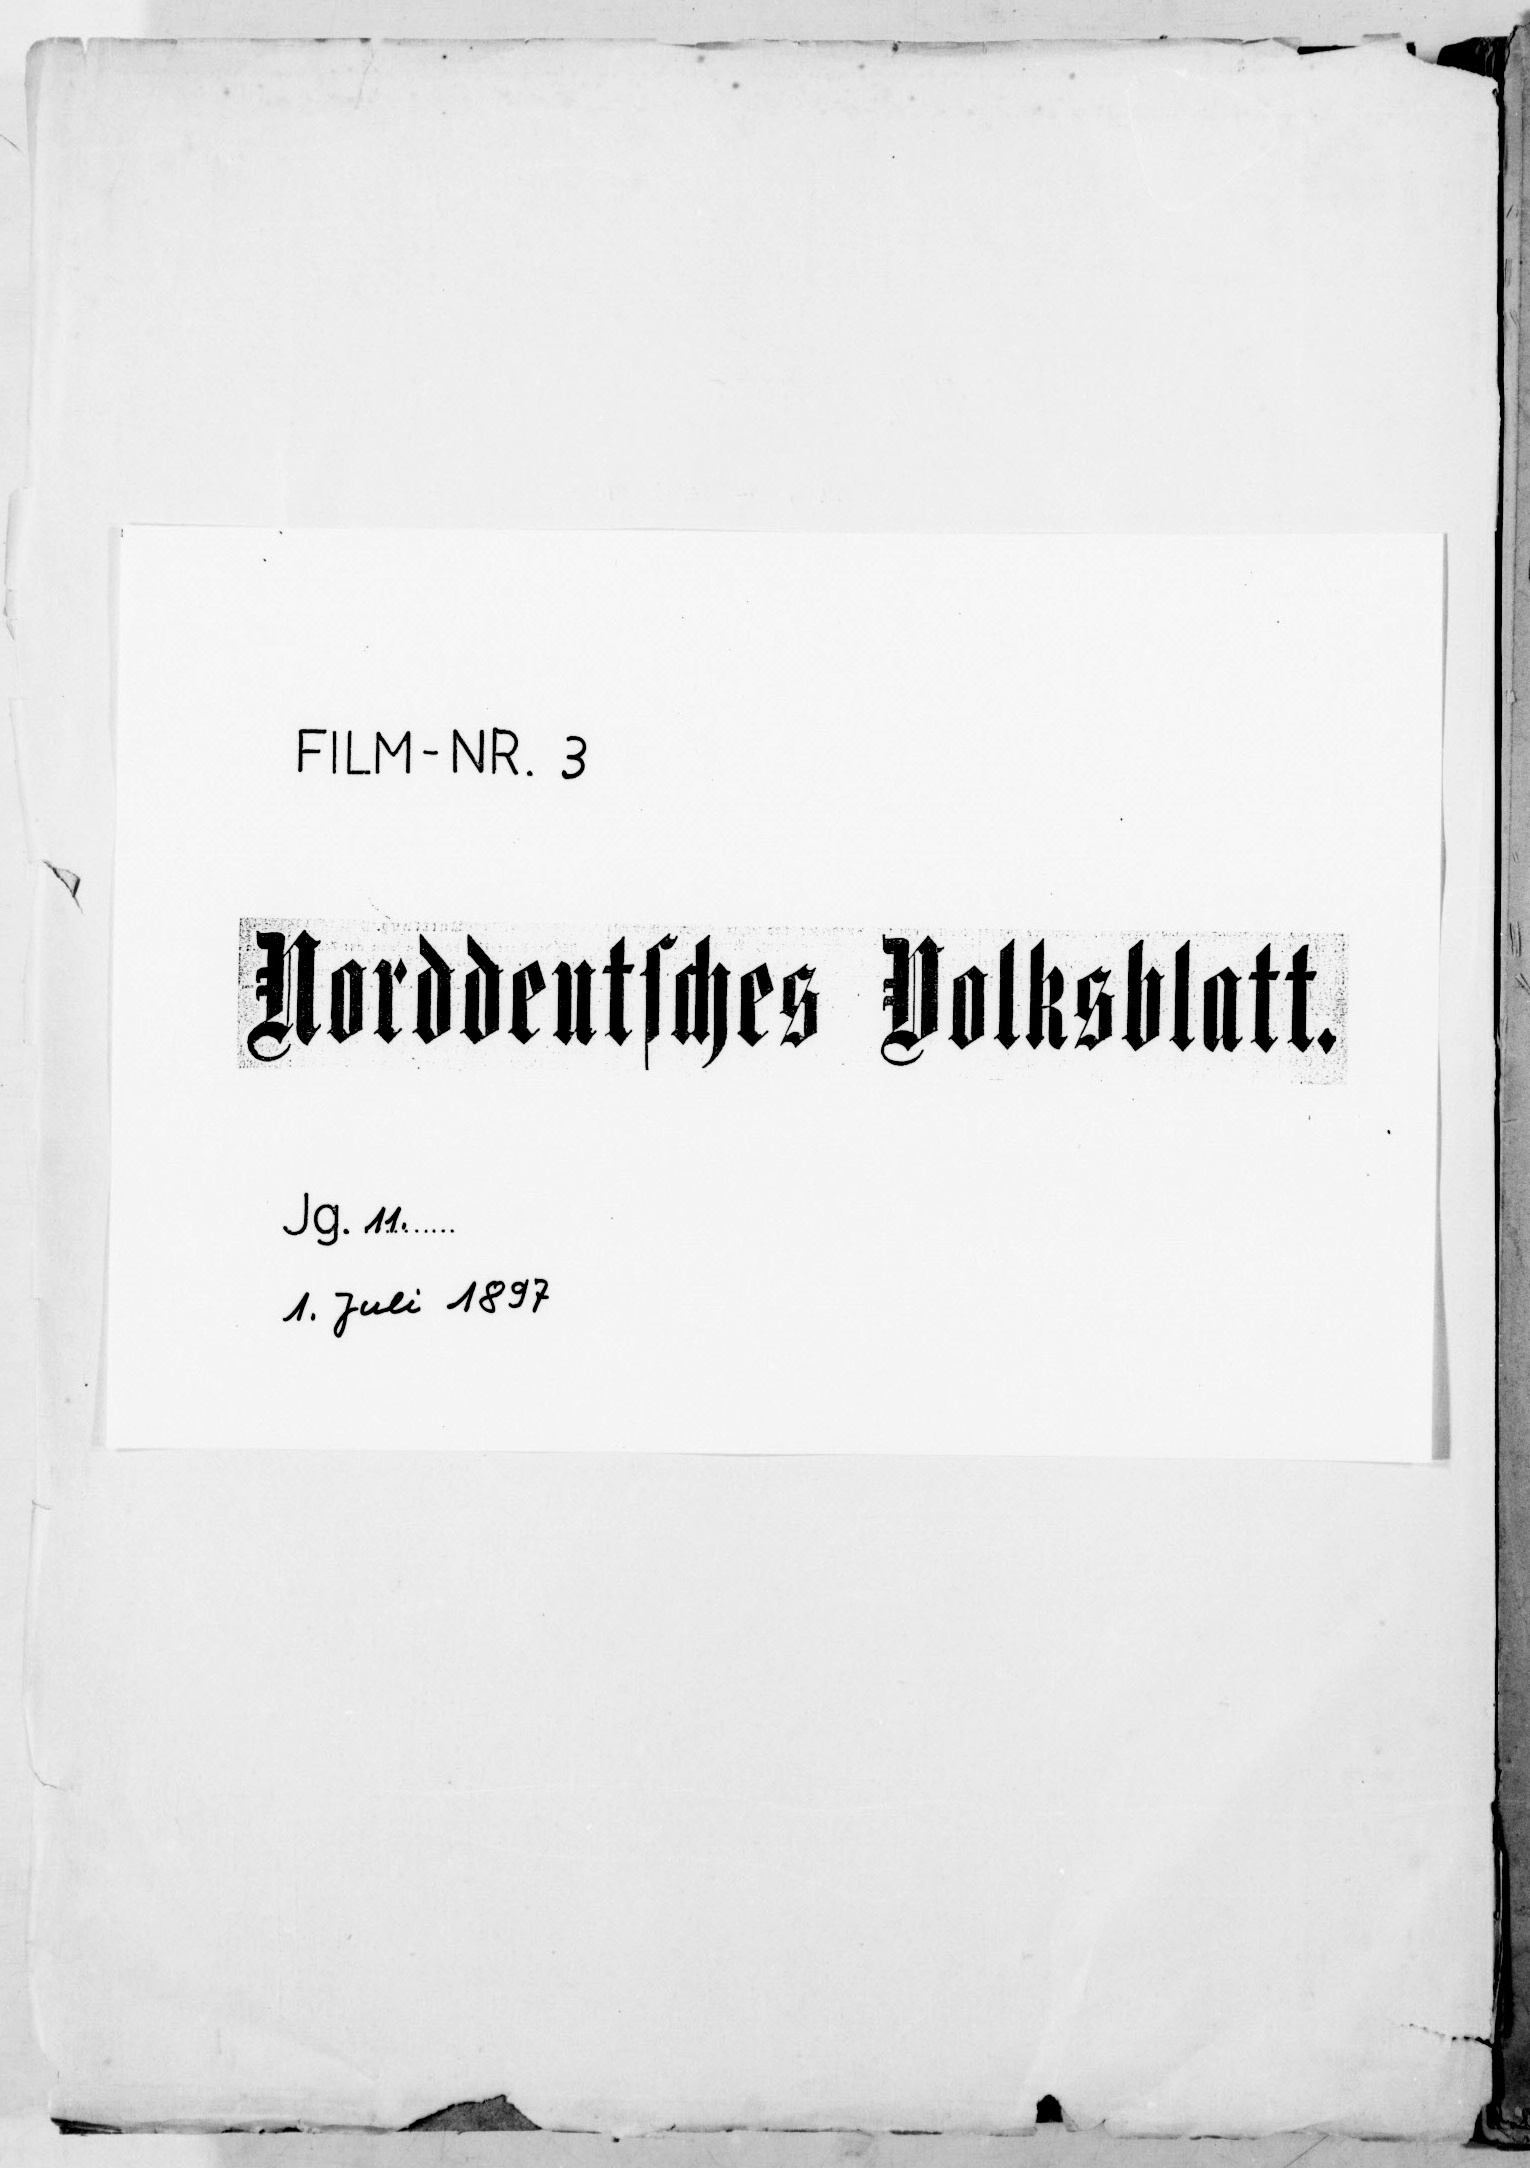 FILM-NR. 3
Norddeutſches Volksblatt.
Jg. 11.......
1. Juli 1897